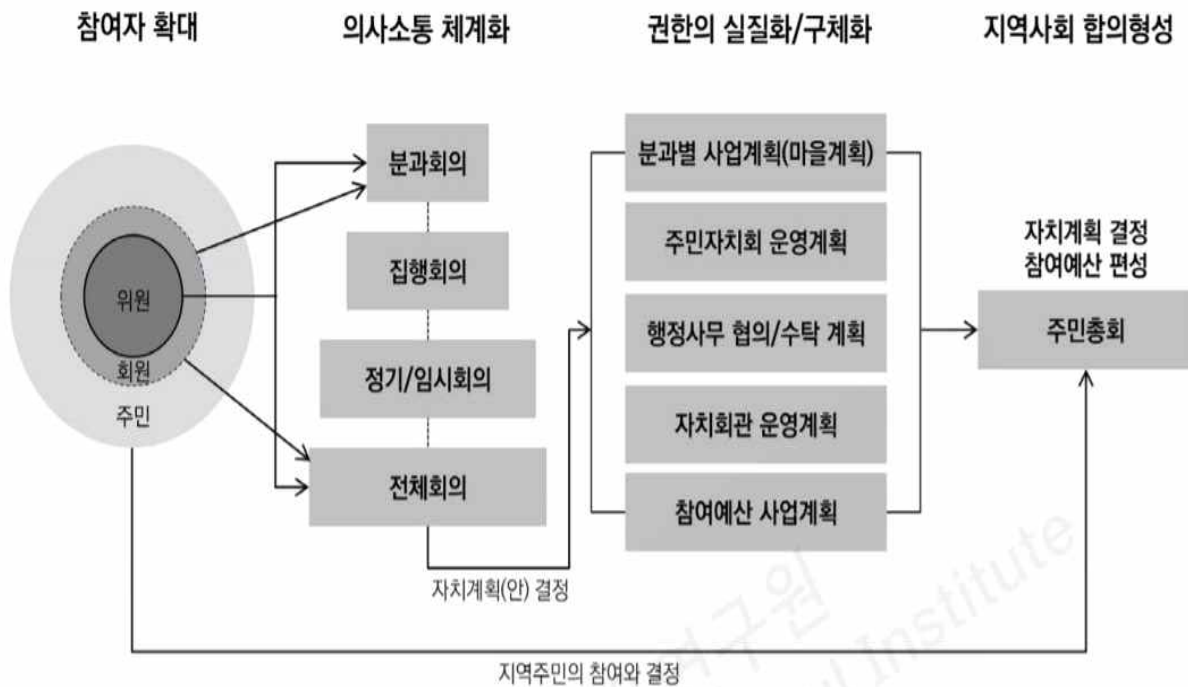 참여자 확대
의사소통 체계화
권한의 실질화/구체화
지역사회 합의형성
위원
회원
주민
분과회의
집행회의
정기/임시회의
전체회의
자치계획(안) 결정
분과별 사업계획(마을계획)
주민자치회 운영계획
행정사무 협의/수탁 계획
자치회관 운영계획
참여예산 사업계획
자치계획 결정
참여예산 편성
주민총회
지역주민의 참여와 결정
연구원
Institute